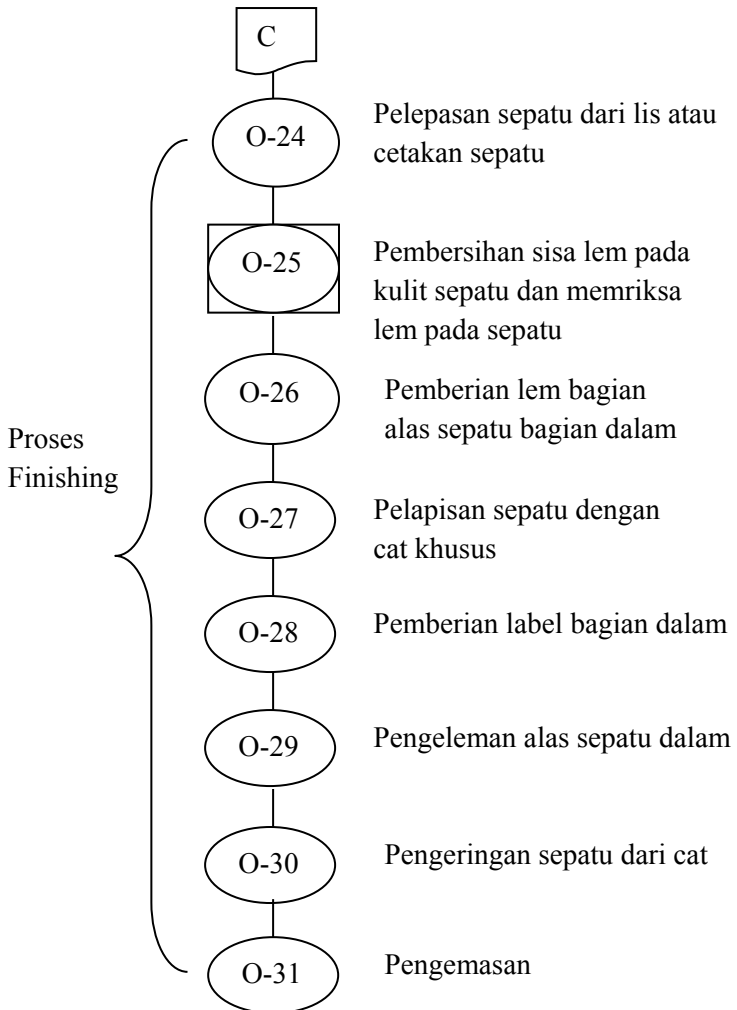 C
O-24
Pelepasan sepatu dari lis atau
cetakan sepatu
O-25
Pembersihan sisa lem pada
kulit sepatu dan memriksa
lem pada sepatu
O-26
Pemberian lem bagian
alas sepatu bagian dalam
Proses
Finishing
O-27
Pelapisan sepatu dengan
cat khusus
O-28
Pemberian label bagian dalam
O-29
Pengeleman alas sepatu dalam
O-30
Pengeringan sepatu dari cat
O-31
Pengemasan